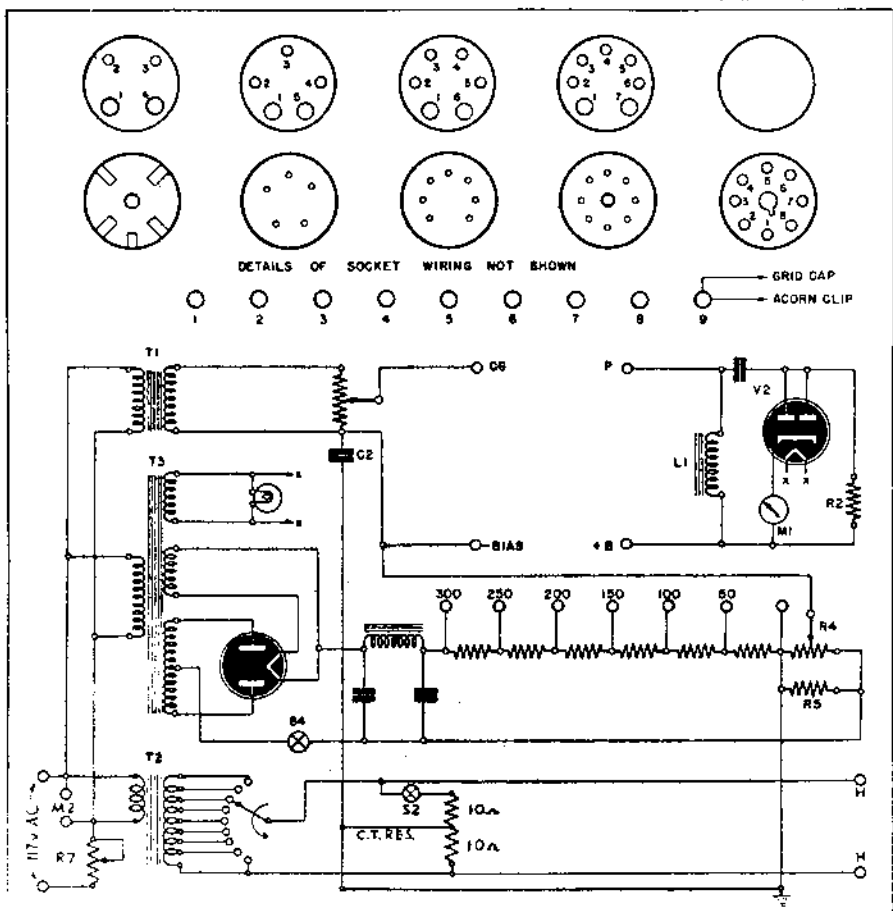 2 3
1 4
3
2 4
1 5
3 4
2 5
1 6
4
3 5
2 6
1 7
5
4 6
3 7
2 8
1
DETAILS OF SOCKET WIRING NOT SHOWN
GRID CAP
ACORN CLIP
1 2 3 4 5 6 7 8 9
T1
P
V2
C2
T3
L1
X X
R2
X
X
M1
-BIAS
+B
300 250 200 150 100 50
R4
R5
S4
T2
M2
S2
10Ω
H
117V AC
C.T. RES.
10Ω
R7
H